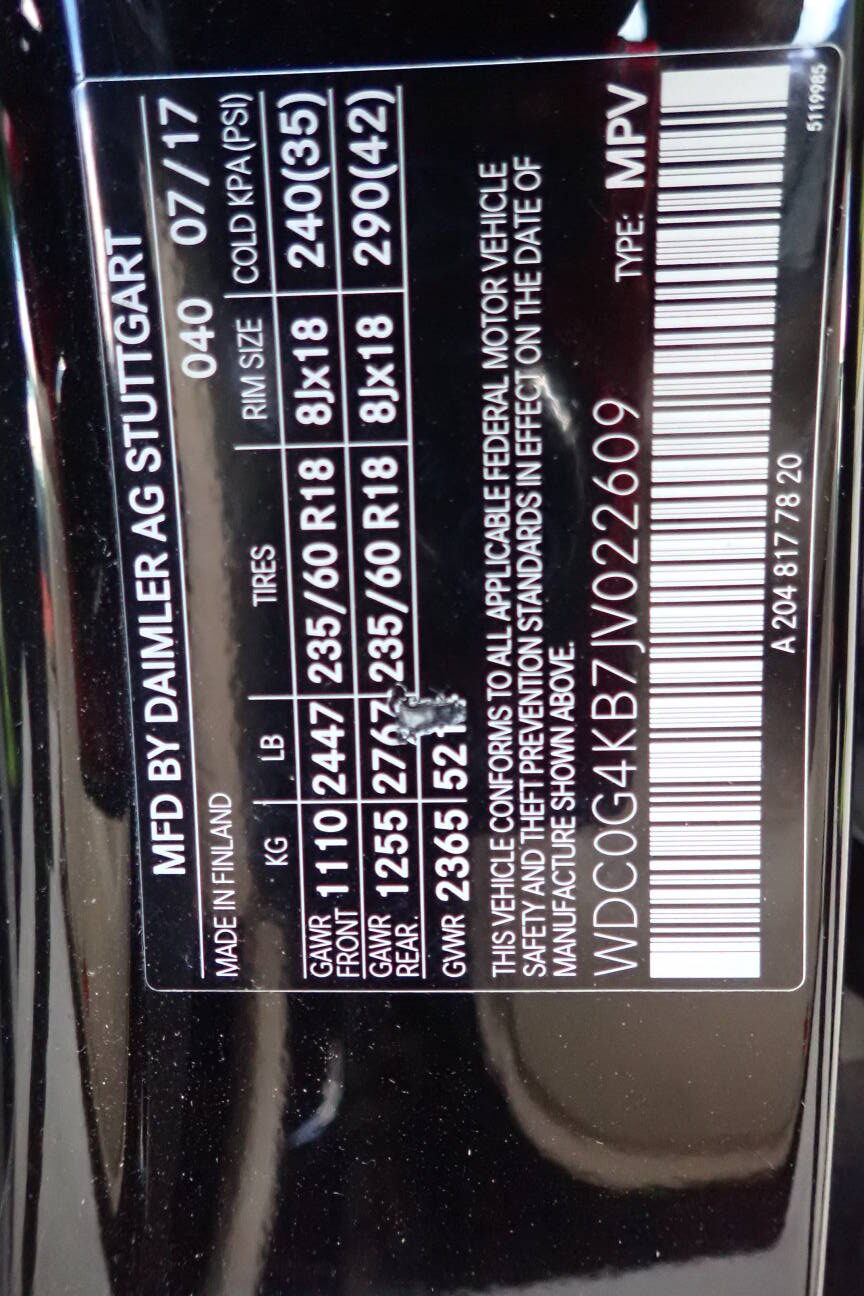 MFD BY DAIMLER AG STUTTGART
MADE IN FINLAND 040 07/17
KG LB TIRES RIM SIZE COLD KPA(PSI)
GAWR FRONT 1110 2447 235/60 R18 8Jx18 240(35)
GAWR REAR. 1255 2767 235/60 R18 8Jx18 290(42)
GVWR 2365
THIS VEHICLE CONFORMS TO ALL APPLICABLE FEDERAL MOTOR VEHICLE
SAFETY AND THEFT PREVENTION STANDARDS IN EFFECT ON THE DATE OF
MANUFACTURE SHOWN ABOVE.
WDC0G4KB7JV022609 TYPE: MPV
A 204 817 78 20
5119985